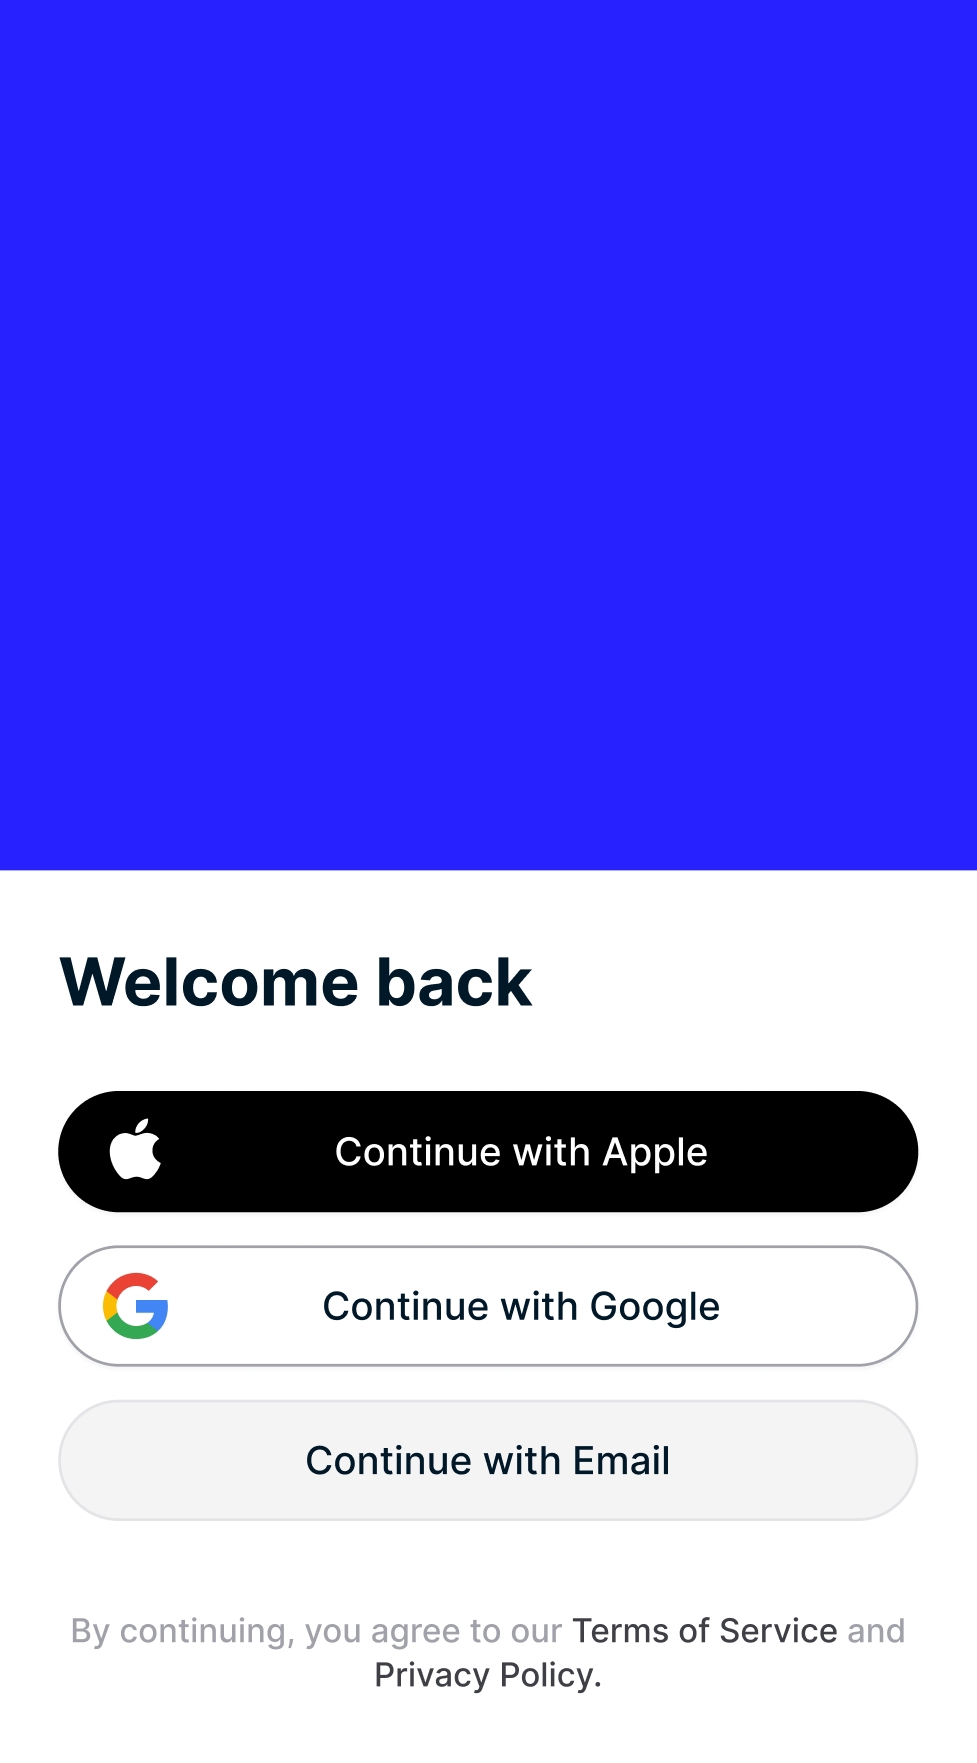 Welcome back
Continue with Apple
Continue with Google
Continue with Email
By continuing, you agree to our Terms of Service and
Privacy Policy.